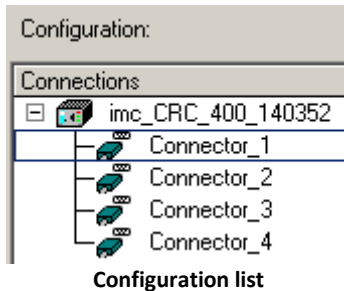 Configuration:
Connections
imc_CRC_400_140352
Connector_1
Connector_2
Connector_3
Connector_4
Configuration list